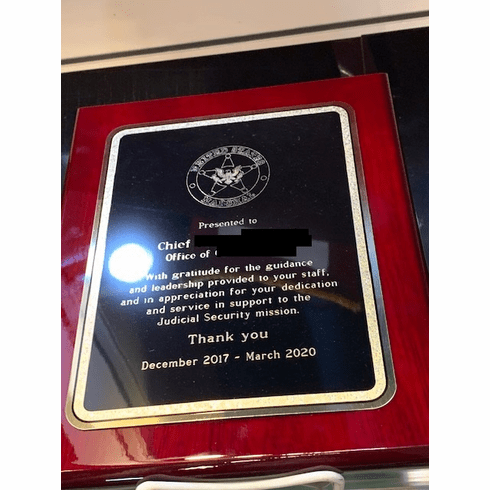 UNITED STATES
MARSHAL
Presented to
Chief
Office of
With gratitude for the guidance
and leadership provided to your staff,
and in appreciation for your dedication
and service in support to the
Judicial Security mission.
Thank you
December 2017 - March 2020